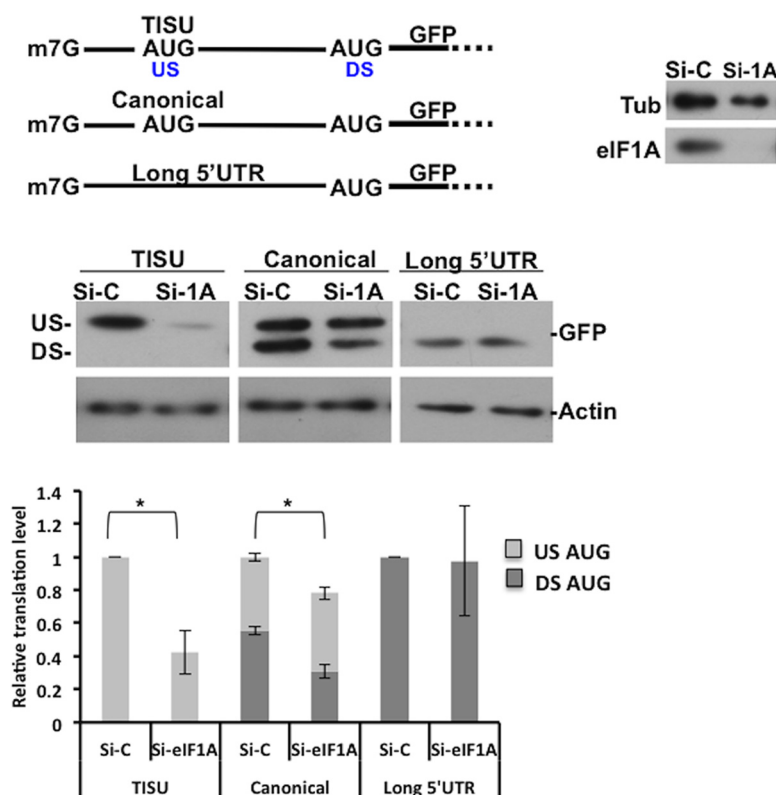 TISU
m7G AUG AUG GFP
US DS
Canonical
m7G AUG AUG GFP
Long 5'UTR
m7G AUG GFP
Si-C Si-1A
Tub
eIF1A
TISU Canonical Long 5'UTR
Si-C Si-1A Si-C Si-1A Si-C Si-1A
US-
DS-
-GFP
-Actin
Relative translation level
1.4
1.2
1
0.8
0.6
0.4
0.2
0
* *
US AUG
DS AUG
Si-C Si-eIF1A Si-C Si-eIF1A Si-C Si-eIF1A
TISU Canonical Long 5'UTR